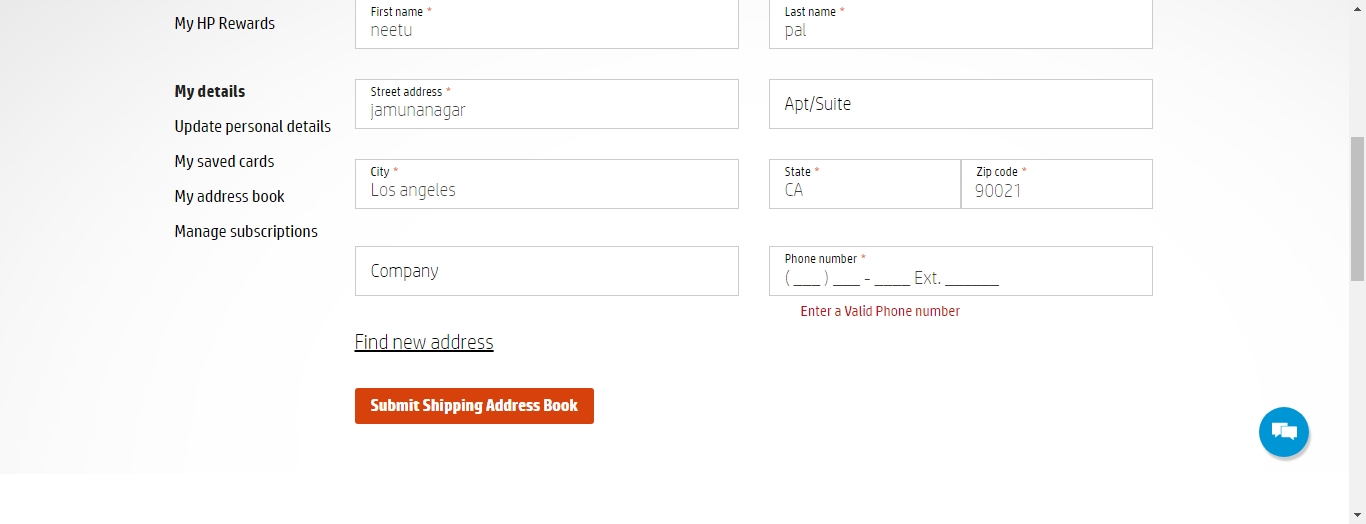 My HP Rewards
My details
Update personal details
My saved cards
My address book
Manage subscriptions
First name *
neetu
Last name *
pal
Street address *
jamunanagar
Apt/Suite
City *
Los angeles
State *
CA
Zip code *
90021
Company
Phone number *
( ___ ) ___ - ____ Ext. ______
Enter a Valid Phone number
Find new address
Submit Shipping Address Book